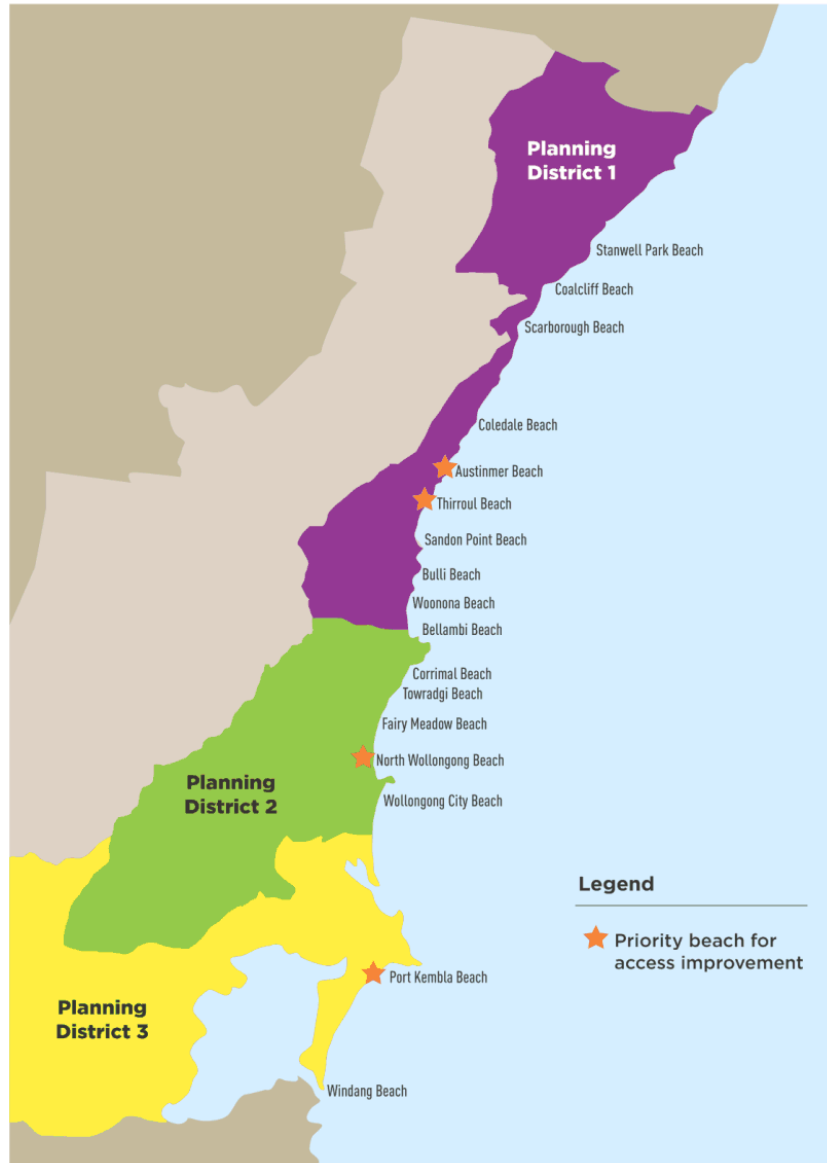 Planning
District 1
Stanwell Park Beach
Coalcliff Beach
Scarborough Beach
Coledale Beach
Austinmer Beach
Thirroul Beach
Sandon Point Beach
Bulli Beach
Woonona Beach
Bellambi Beach
Corrimal Beach
Towradgi Beach
Fairy Meadow Beach
North Wollongong Beach
Planning
District 2
Wollongong City Beach
Legend
Priority beach for
access improvement
Port Kembla Beach
Planning
District 3
Windang Beach